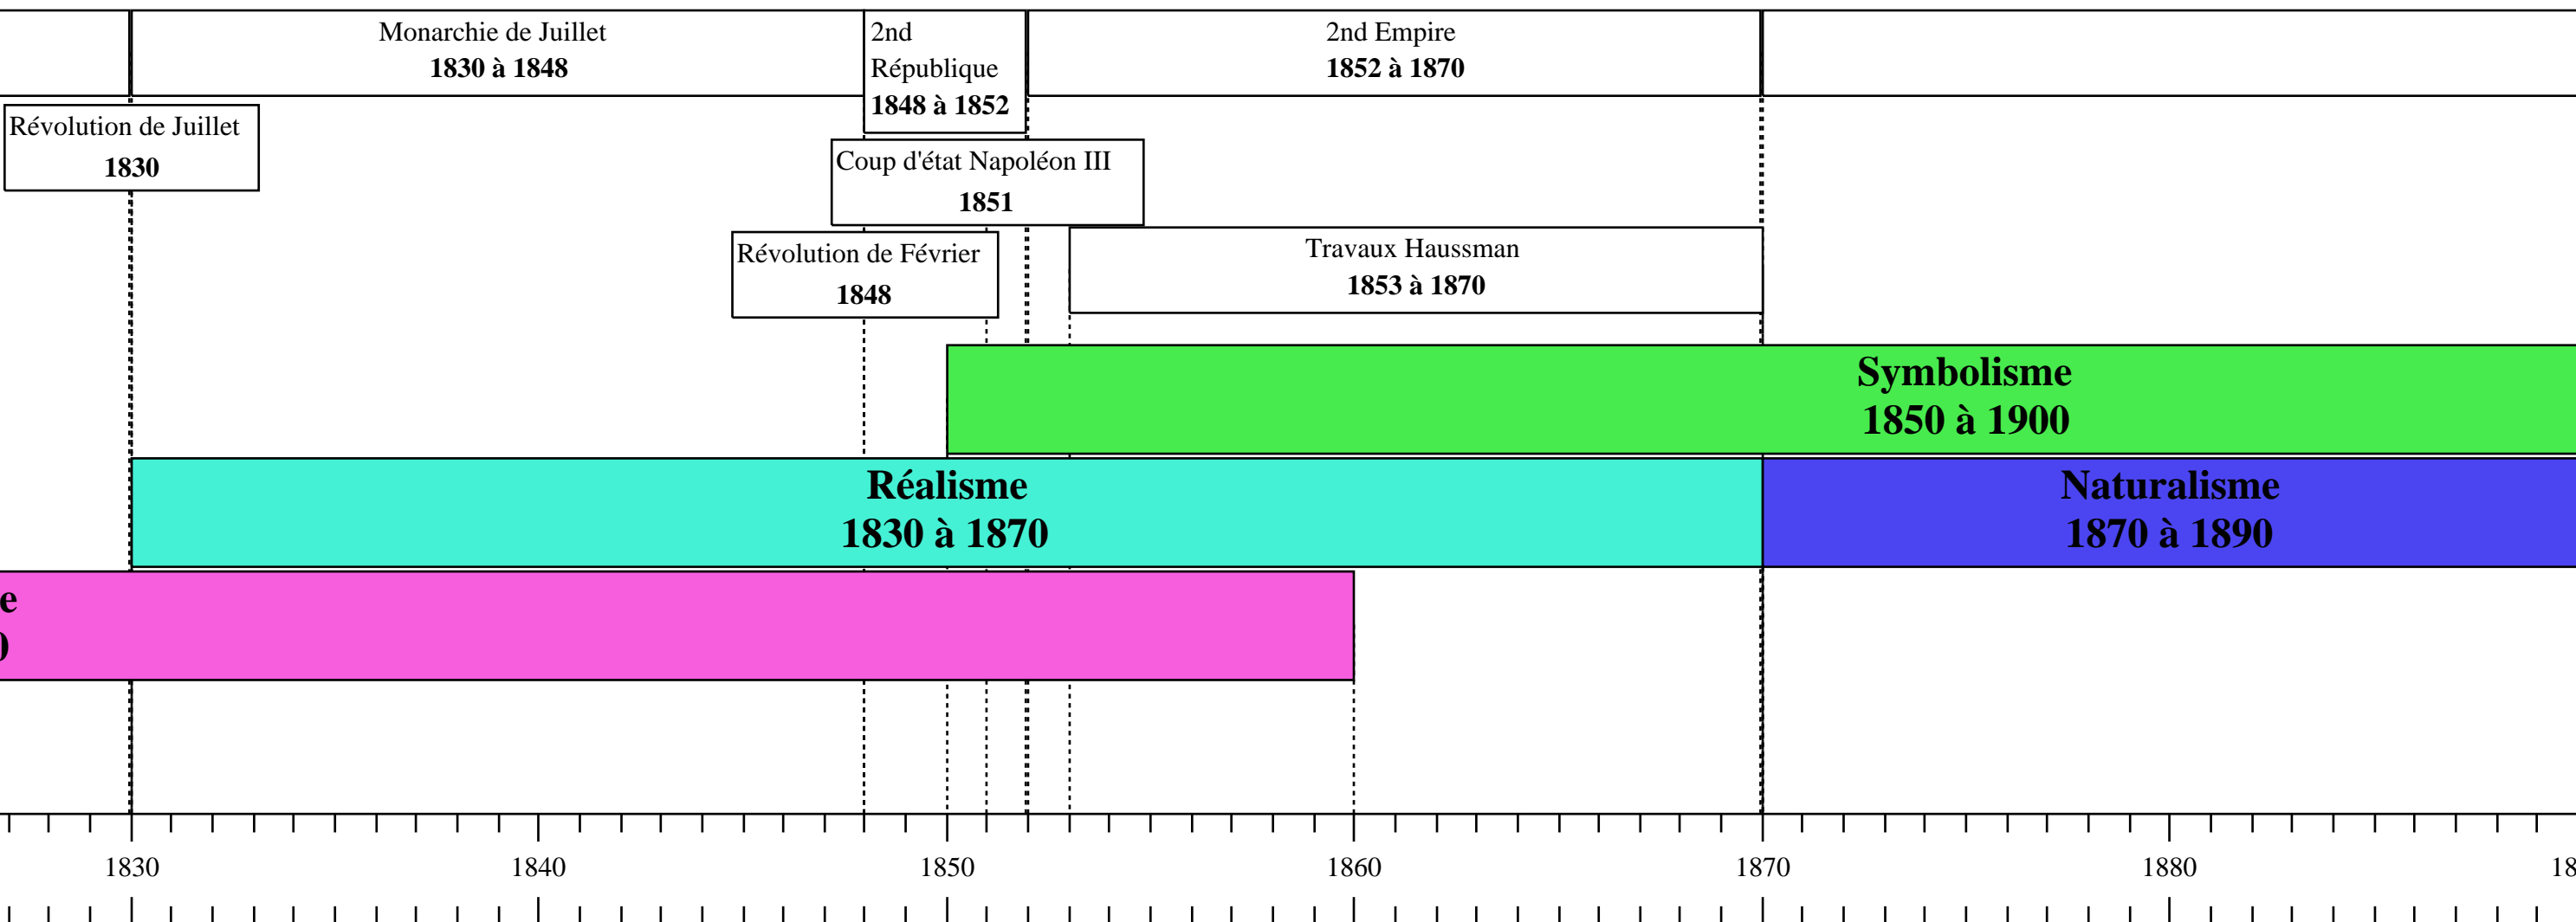 Monarchie de Juillet
1830 à 1848
2nd
République
1848 à 1852
2nd Empire
1852 à 1870
Révolution de Juillet
1830
Coup d'état Napoléon III
1851
Révolution de Février
1848
Travaux Haussman
1853 à 1870
Symbolisme
1850 à 1900
Réalisme
1830 à 1870
Naturalisme
1870 à 1890
1830 1840 1850 1860 1870 1880